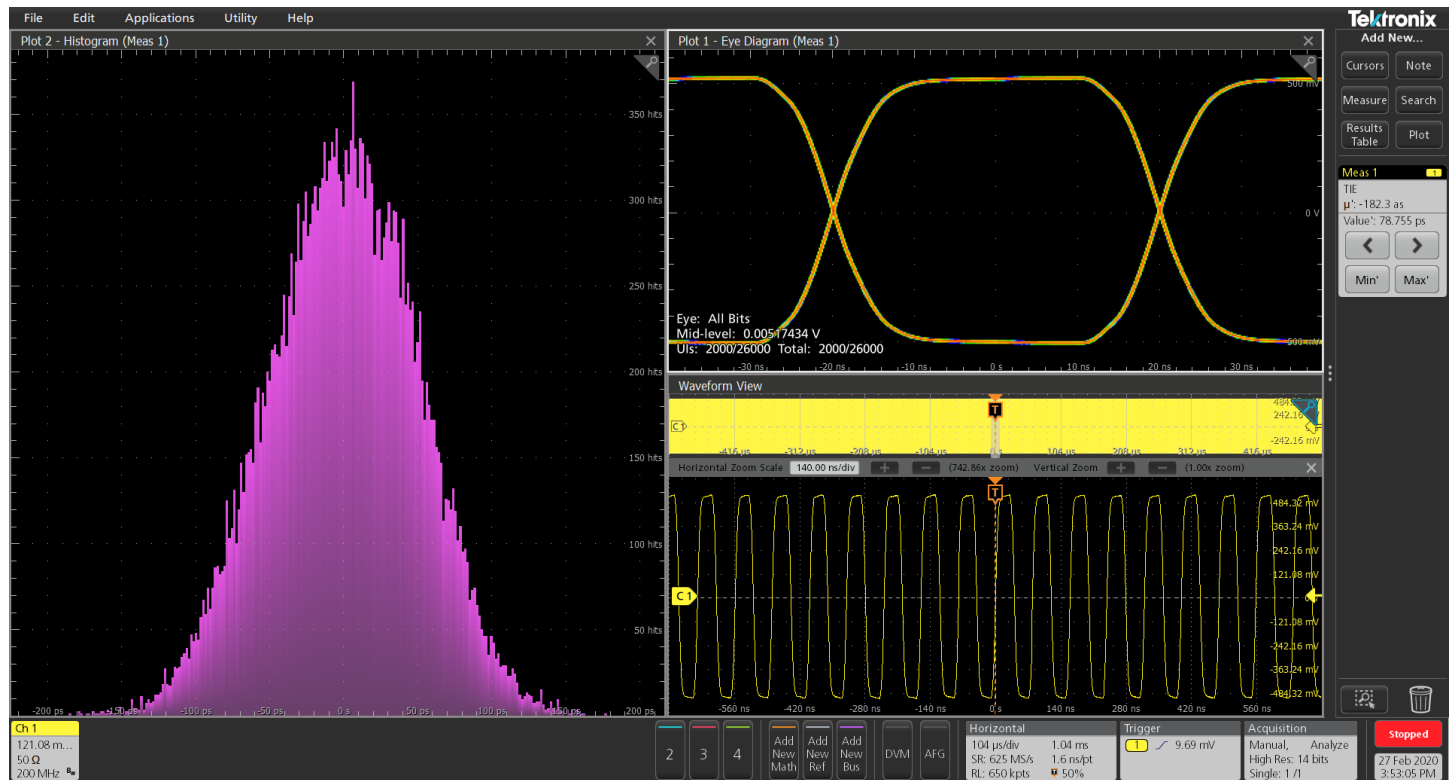 File Edit Applications Utility Help
Tektronix
Add New...
Plot 2 - Histogram (Meas 1)
350 hits
300 hits
250 hits
200 hits
150 hits
100 hits
50 hits
-200 ps -150 ps -100 ps -50 ps 0 s 50 ps 100 ps 150 ps 200 ps
Plot 1 - Eye Diagram (Meas 1)
500 mV
0 V
-500 mV
Eye: All Bits
Mid-level: 0.00517434 V
UIs: 2000/26000 Total: 2000/26000
-30 ns -20 ns -10 ns 0 s 10 ns 20 ns 30 ns
Waveform View
C1
T
242.16 mV
-242.16 mV
-416 µs -312 µs -208 µs -104 µs 0 s 104 µs 208 µs 312 µs 416 µs
Horizontal Zoom Scale 140.00 ns/div + − (742.86x zoom) Vertical Zoom + − (1.00x zoom)
T
484.32 mV
363.24 mV
242.16 mV
121.08 mV
C 1
-121.08 mV
-242.16 mV
-363.24 mV
-484.32 mV
-560 ns -420 ns -280 ns -140 ns 0 s 140 ns 280 ns 420 ns 560 ns
Cursors Note
Measure Search
Results
Table
Plot
Meas 1 1
TIE
µ': -182.3 as
Value': 78.755 ps
Min' Max'
Ch 1
121.08 m...
50 Ω
200 MHz
2 3 4
Add
New
Math
Add
New
Ref
Add
New
Bus
DVM AFG
Horizontal
104 µs/div 1.04 ms
SR: 625 MS/s 1.6 ns/pt
RL: 650 kpts 50%
Trigger
1 9.69 mV
Acquisition
Manual, Analyze
High Res: 14 bits
Single: 1 /1
Stopped
27 Feb 2020
3:53:05 PM